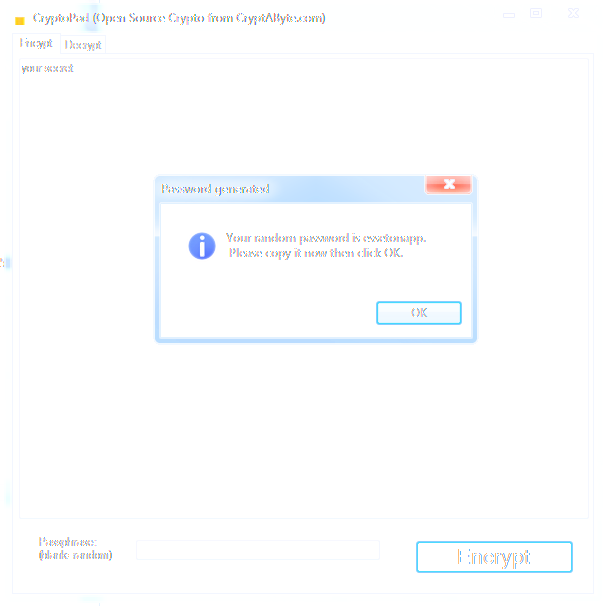 CryptoPad (Open Source Crypto from CryptAByte.com)
Encrypt Decrypt
your secret
Password generated
Your random password is essetonapp.
Please copy it now then click OK.
OK
Passphrase:
(blank=random)
Encrypt